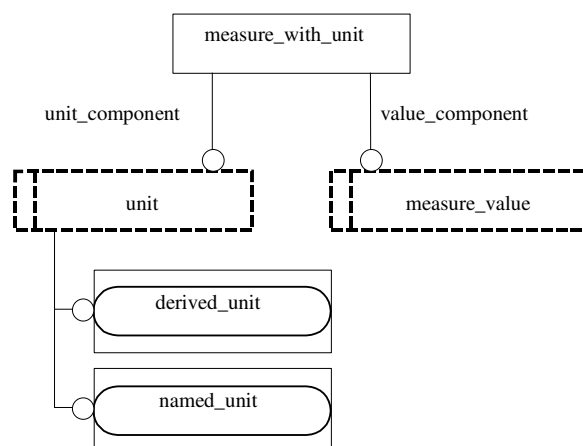 measure_with_unit
unit_component
value_component
unit
measure_value
derived_unit
named_unit